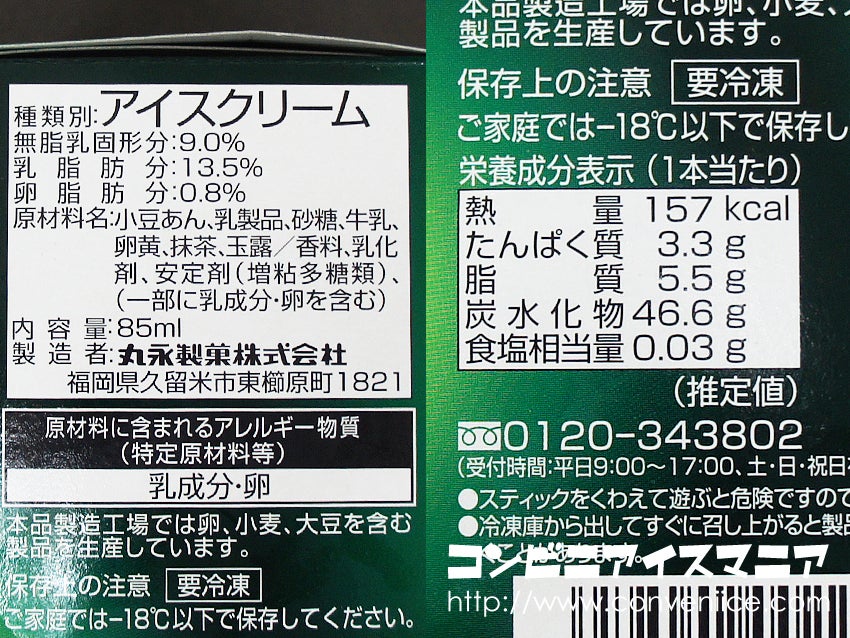 種類別:アイスクリーム
無脂乳固形分:9.0%
乳脂肪分:13.5%
卵脂肪分:0.8%
原材料名:小豆あん、乳製品、砂糖、牛乳、
卵黄、抹茶、玉露/香料、乳化
剤、安定剤(増粘多糖類)、
(一部に乳成分・卵を含む)
内容量:85ml
製造者:丸永製菓株式会社
福岡県久留米市東櫛原町1821
原材料に含まれるアレルギー物質
(特定原材料等)
乳成分・卵
本品製造工場では卵、小麦、大豆を含む
製品を生産しています。
保存上の注意 要冷凍
ご家庭では−18℃以下で保存してください。
本品製造工場では卵、小麦、
製品を生産しています。
保存上の注意 要冷凍
ご家庭では−18℃以下で保存し
栄養成分表示(1本当たり)
熱量 157 kcal
たんぱく質 3.3 g
脂質 5.5 g
炭水化物 46.6 g
食塩相当量 0.03 g
(推定値)
0120-343802
(受付時間:平日9:00〜17:00、土・日・祝日
●スティックをくわえて遊ぶと危険ですので
●冷凍庫から出してすぐに召し上がると製品
くことがあります。
コンビニアイスマニア
http://www.conveniice.com